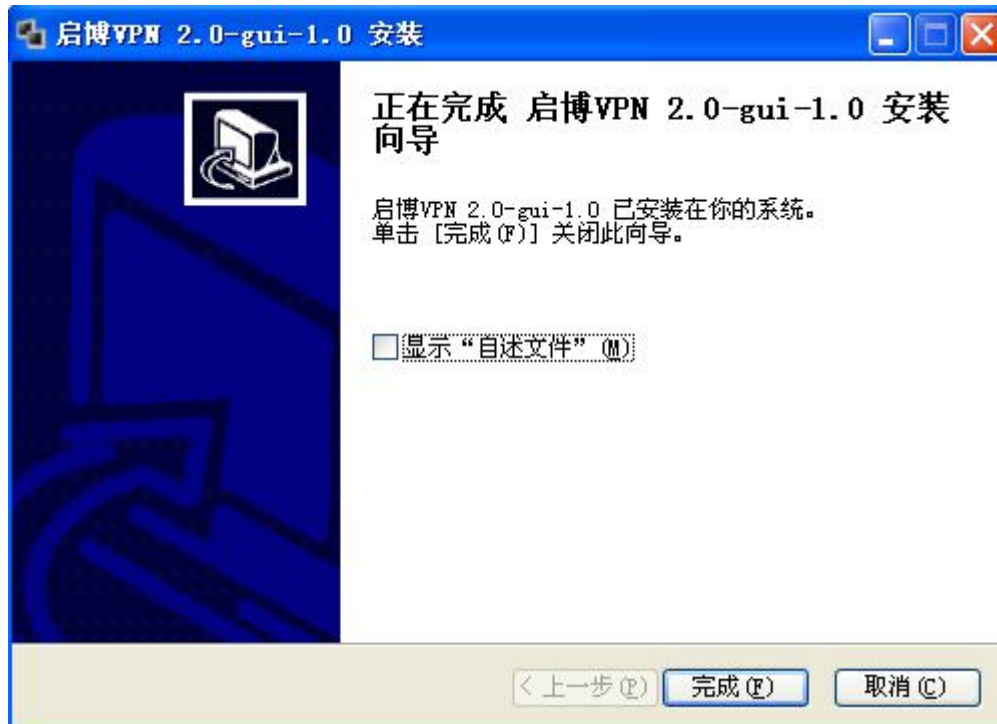 启博VPN 2.0-gui-1.0 安装
正在完成 启博VPN 2.0-gui-1.0 安装
向导
启博VPN 2.0-gui-1.0 已安装在你的系统。
单击 [完成(F)] 关闭此向导。
显示“自述文件”(M)
< 上一步(P) 完成(F) 取消(C)